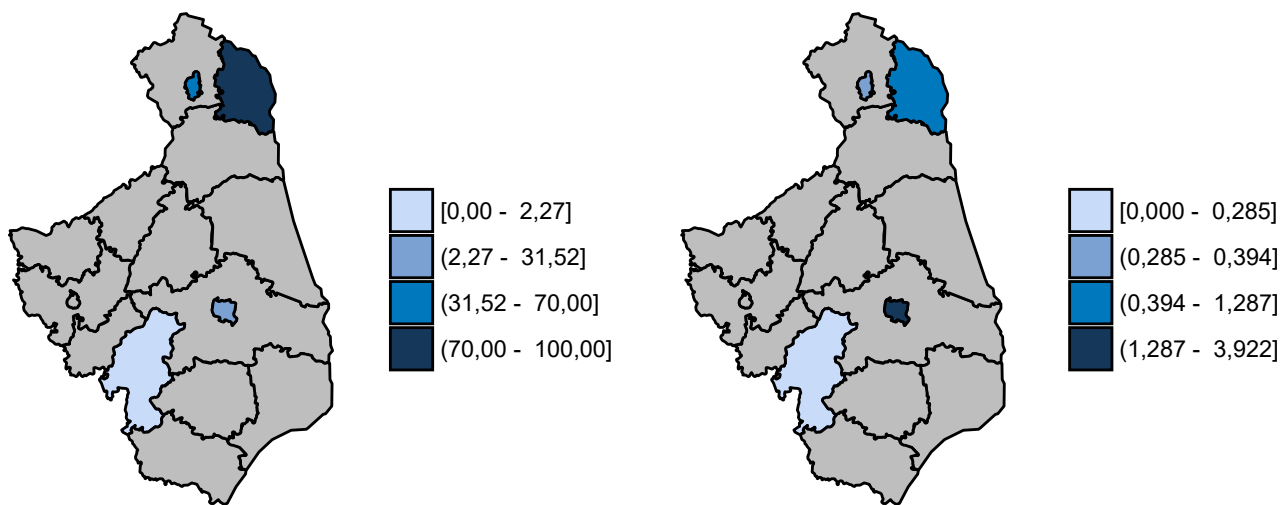 [0,00 - 2,27]
(2,27 - 31,52]
(31,52 - 70,00]
(70,00 - 100,00]
[0,000 - 0,285]
(0,285 - 0,394]
(0,394 - 1,287]
(1,287 - 3,922]